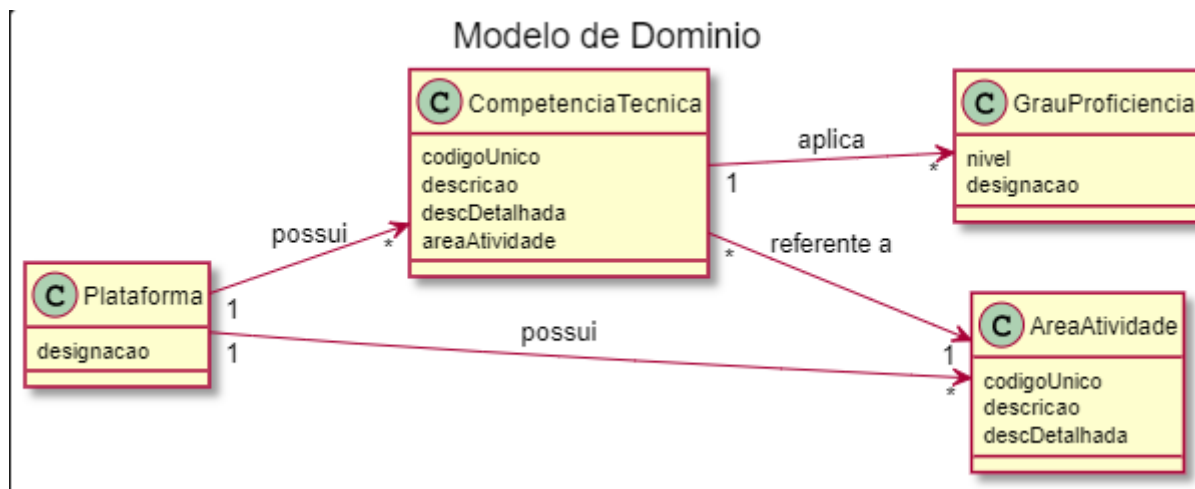 Modelo de Dominio
C CompetenciaTecnica
codigoUnico
descricao
descDetalhada
areaAtividade
C GrauProficiencia
nivel
designacao
aplica
1
*
possui
*
1
referente a
*
1
C Plataforma
designacao
possui
1
*
C AreaAtividade
codigoUnico
descricao
descDetalhada